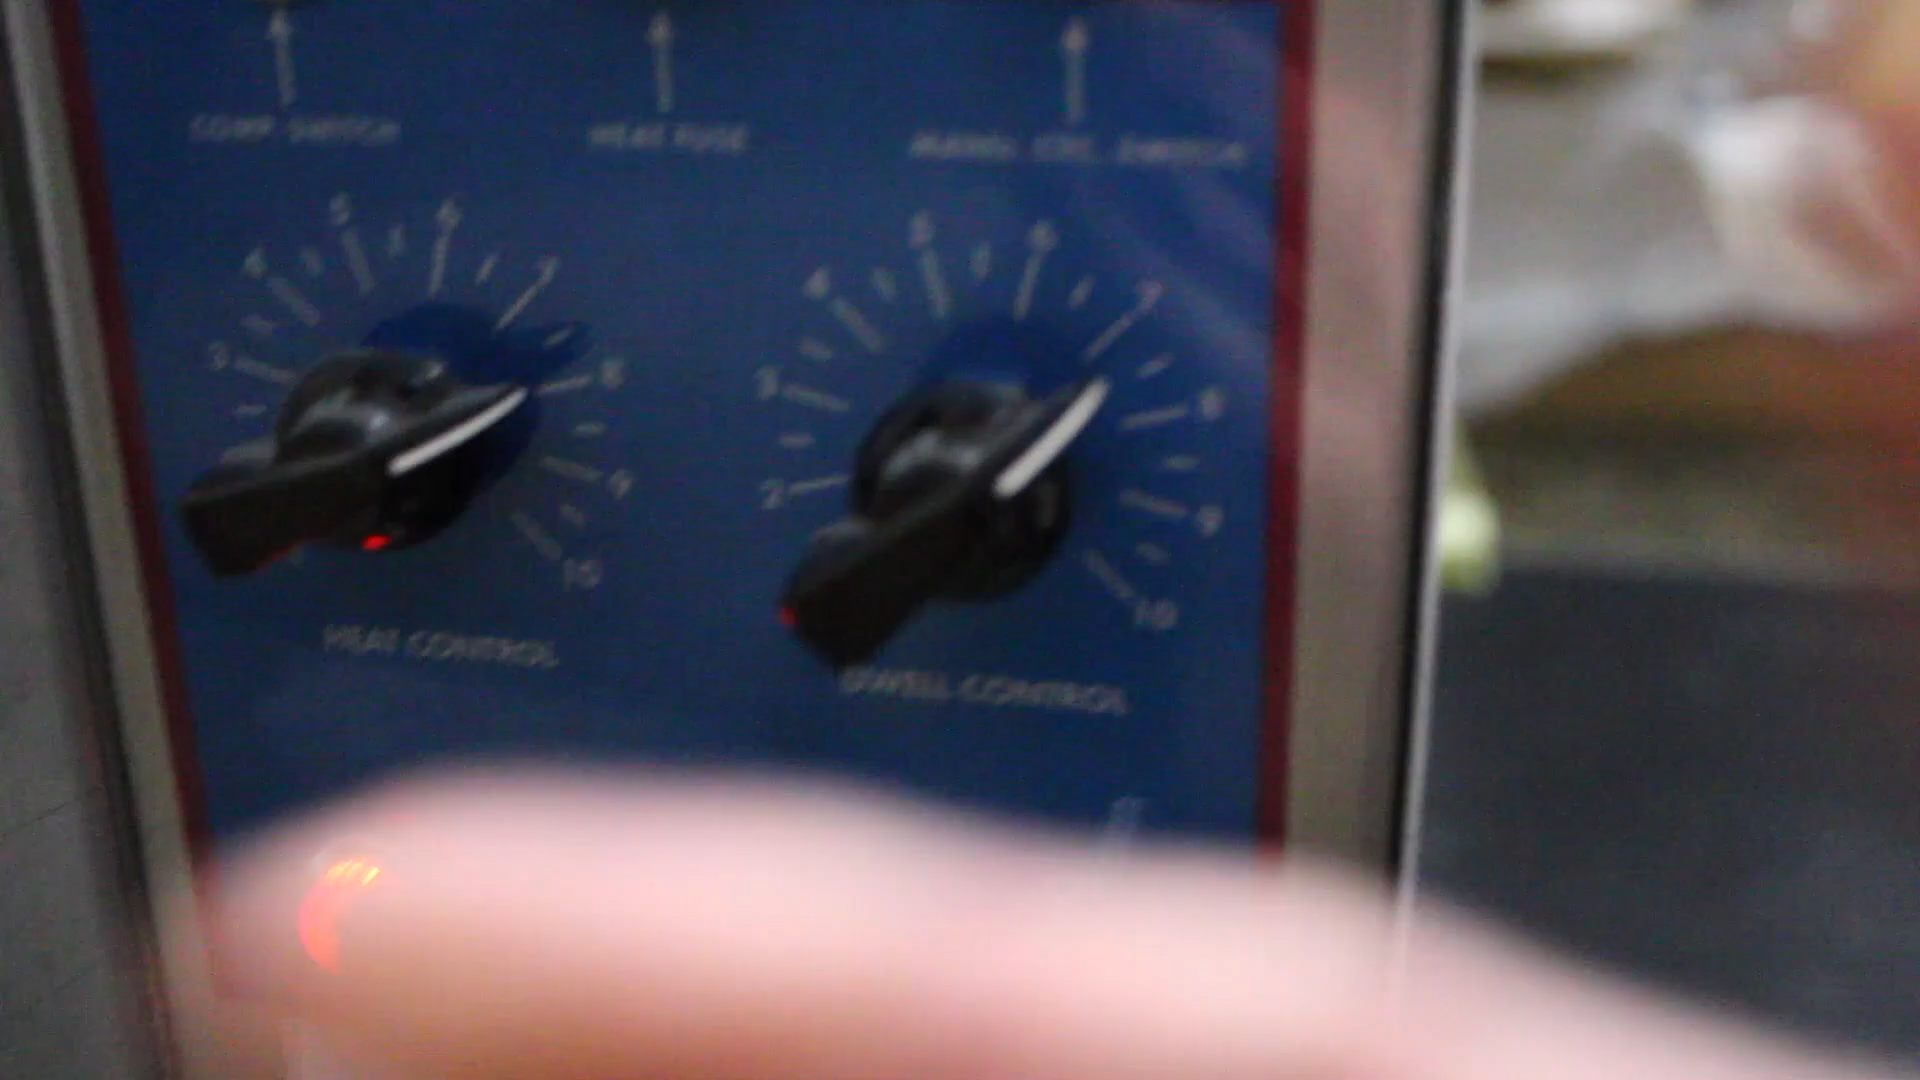 COMP. SWITCH
HEAT FUSE
SWITCH
3 4 5 6 7 8 9 10
2 3 4 5 6 7 8 9 10
HEAT CONTROL
DWELL CONTROL